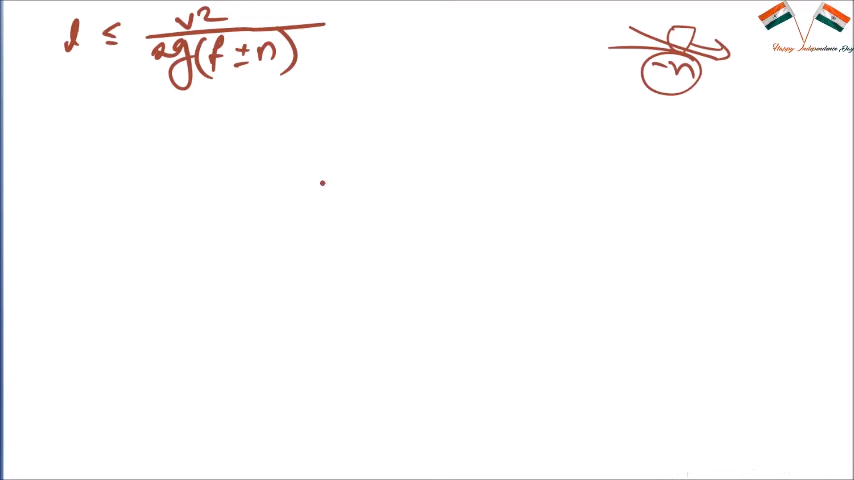 l ≤ v2
2g(f ± n)
-n
Happy Independence Day